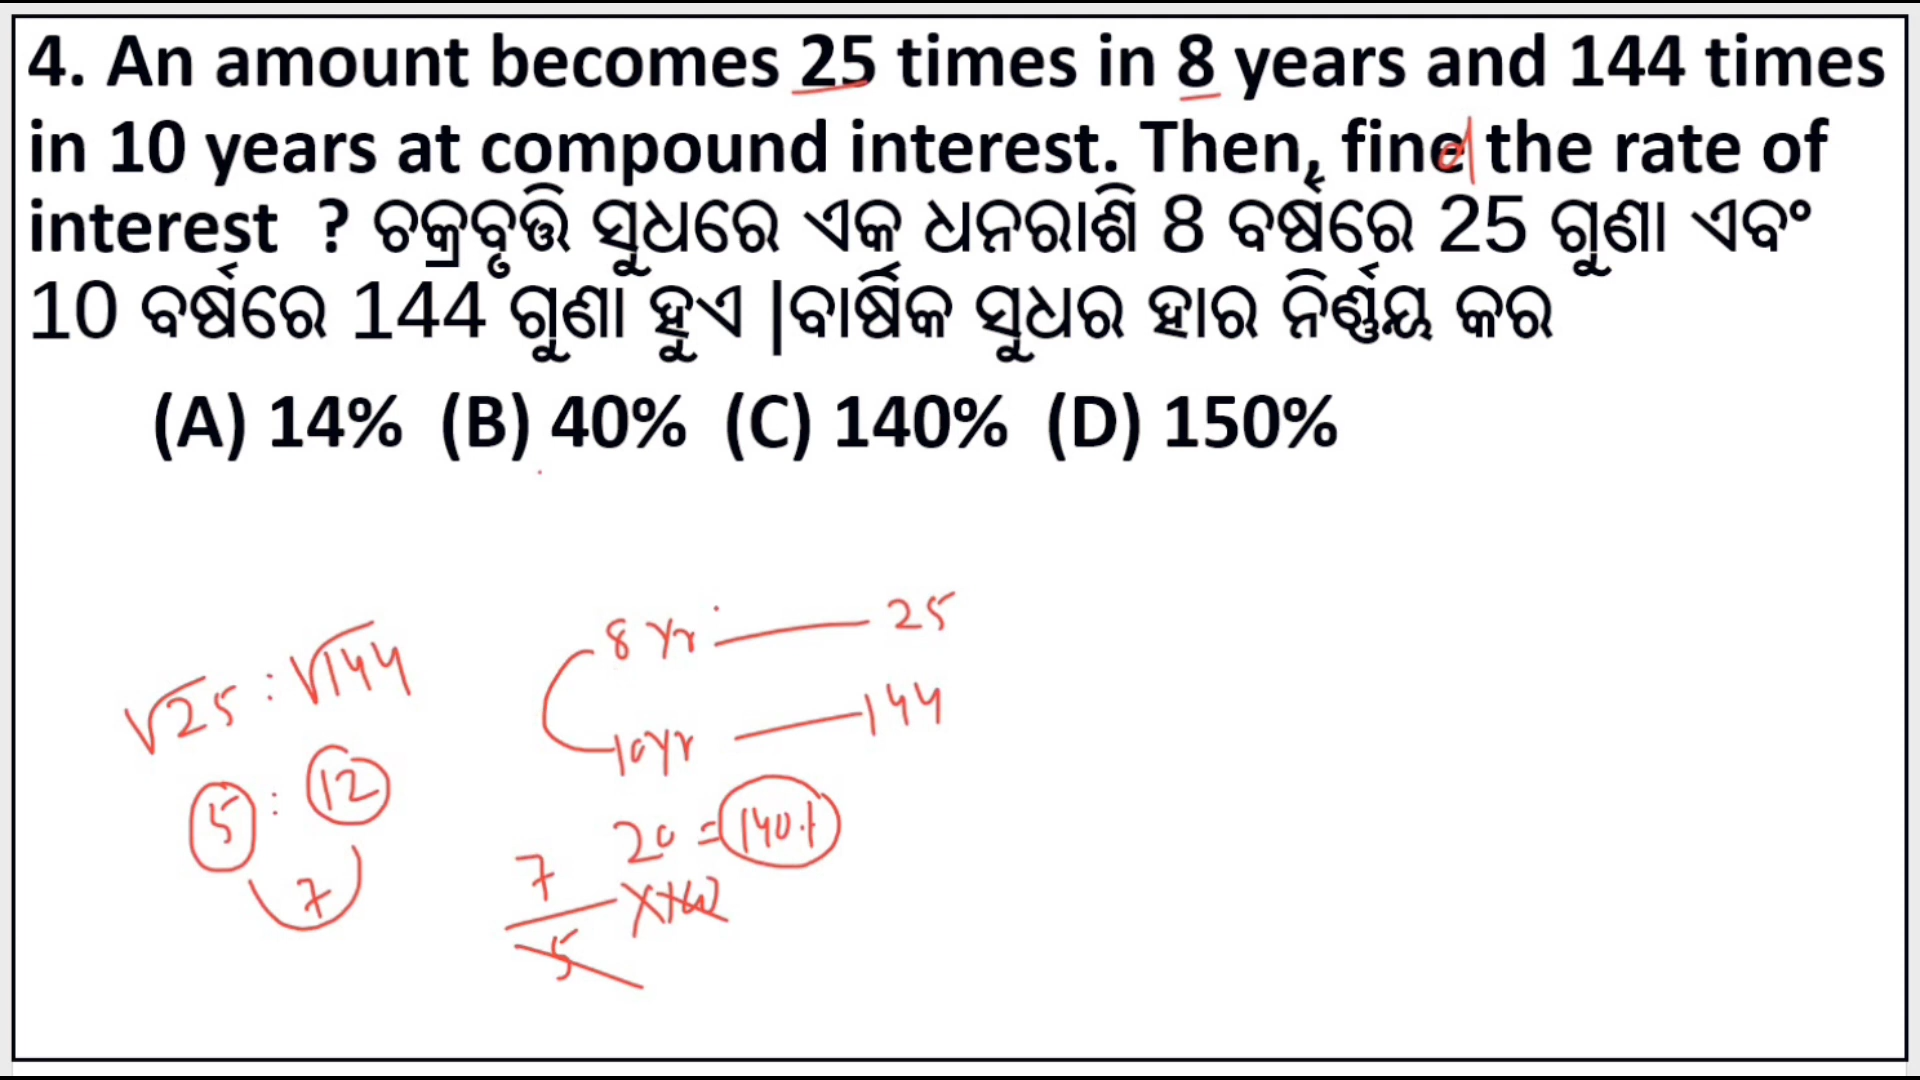 4. An amount becomes 25 times in 8 years and 144 times
in 10 years at compound interest. Then, find the rate of
interest ? ଚକ୍ରବୃତ୍ତି ସୁଧରେ ଏକ ଧନରାଶି 8 ବର୍ଷରେ 25 ଗୁଣା ଏବଂ
10 ବର୍ଷରେ 144 ଗୁଣା ହୁଏ |ବାର୍ଷିକ ସୁଧର ହାର ନିର୍ଣ୍ଣୟ କର
(A) 14% (B) 40% (C) 140% (D) 150%
√25 : √144
5 : 12
7
8 Yr 25
10Yr 144
20 = 140%
7
5